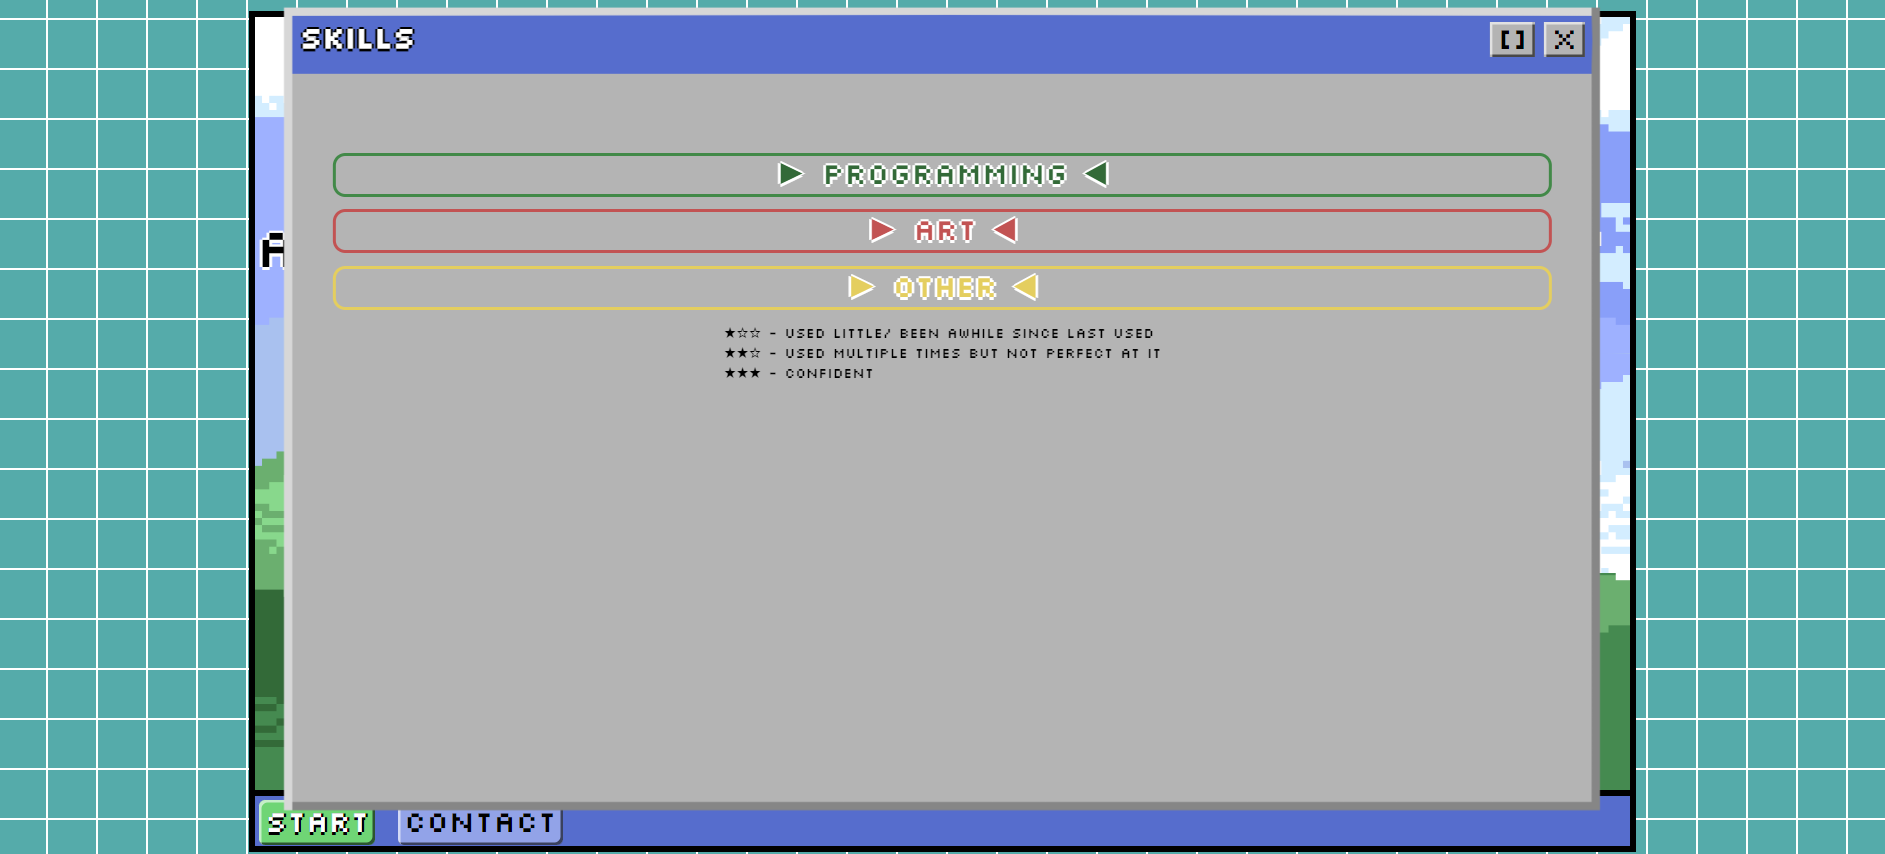 SKILLS
[] X
▶ PROGRAMMING ◀
▶ ART ◀
▶ OTHER ◀
★☆☆ - USED LITTLE/ BEEN AWHILE SINCE LAST USED
★★☆ - USED MULTIPLE TIMES BUT NOT PERFECT AT IT
★★★ - CONFIDENT
START CONTACT